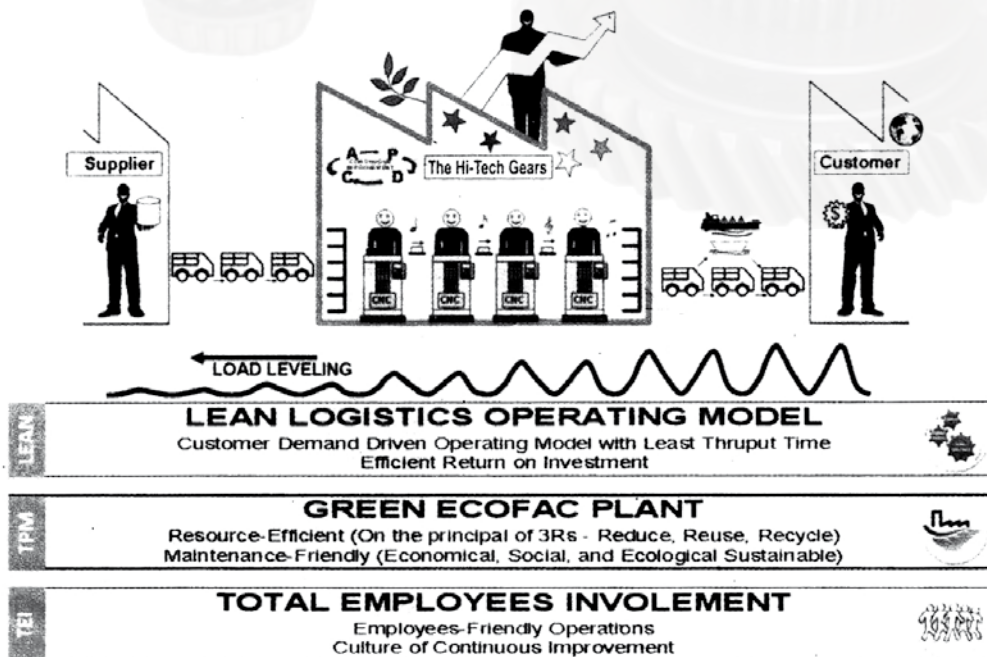 Supplier
A P
C D
The Hi-Tech Gears
Customer
$
CNC CNC CNC CNC
LOAD LEVELING
LEAN
LEAN LOGISTICS OPERATING MODEL
Customer Demand Driven Operating Model with Least Thruput Time
Efficient Return on Investment
TPM
GREEN ECOFAC PLANT
Resource-Efficient (On the principal of 3Rs - Reduce, Reuse, Recycle)
Maintenance-Friendly (Economical, Social, and Ecological Sustainable)
TEI
TOTAL EMPLOYEES INVOLEMENT
Employees-Friendly Operations
Culture of Continuous Improvement